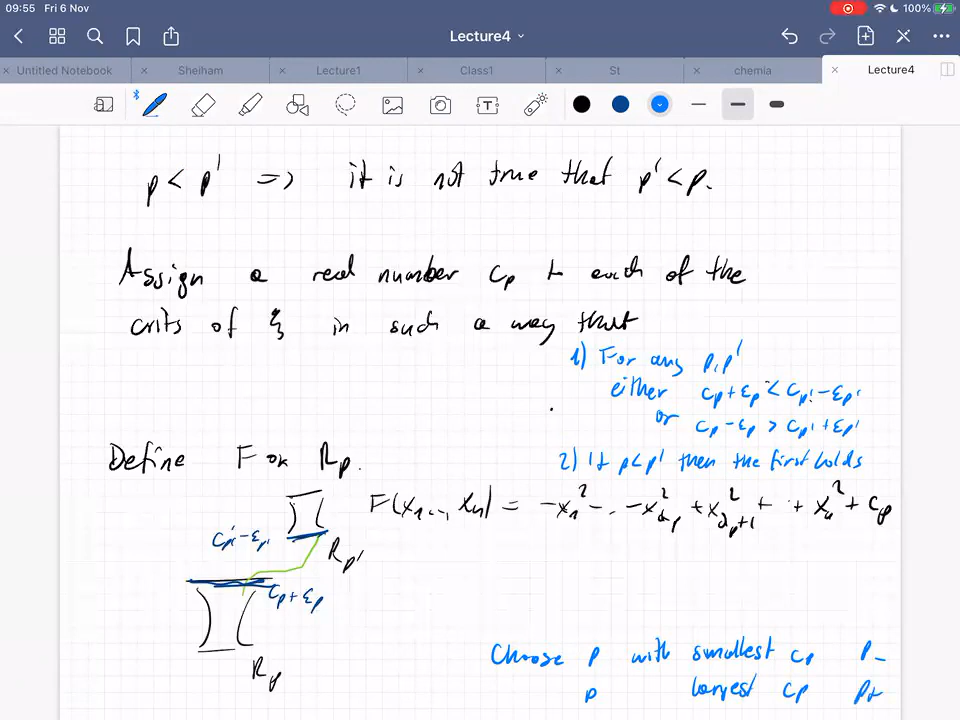 09:55 Fri 6 Nov
100%
Lecture4
Untitled Notebook
Sheiham
Lecture1
Class1
St
chemia
Lecture4
p < p' => it is not true that p' < p.
Assign a real number c_p to each of the
crits of ξ in such a way that
1) For any p, p'
either c_p + ε_p < c_p' - ε_p'
or c_p - ε_p > c_p' + ε_p'
2) If p < p' then the first holds
Define F on R_p.
F(x_1 ..., x_n) = -x_1^2 - .. -x_{λ_p}^2 + x_{λ_p+1}^2 + .. + x_n^2 + c_p
c_p' - ε_p'
R_p'
c_p + ε_p
R_p
Choose p with smallest c_p p_-
p largest c_p p_+